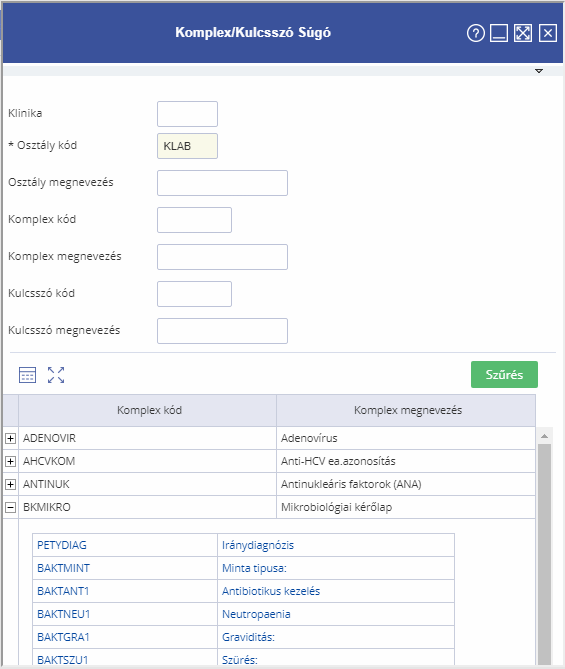 Komplex/Kulcsszó Súgó
Klinika
* Osztály kód KLAB
Osztály megnevezés
Komplex kód
Komplex megnevezés
Kulcsszó kód
Kulcsszó megnevezés
Szűrés
Komplex kód Komplex megnevezés
ADENOVIR Adenovírus
AHCVKOM Anti-HCV ea.azonosítás
ANTINUK Antinukleáris faktorok (ANA)
BKMIKRO Mikrobiológiai kérőlap
PETYDIAG Iránydiagnózis
BAKTMINT Minta tipusa:
BAKTANT1 Antibiotikus kezelés
BAKTNEU1 Neutropaenia
BAKTGRA1 Graviditás:
BAKTSZU1 Szűrés: